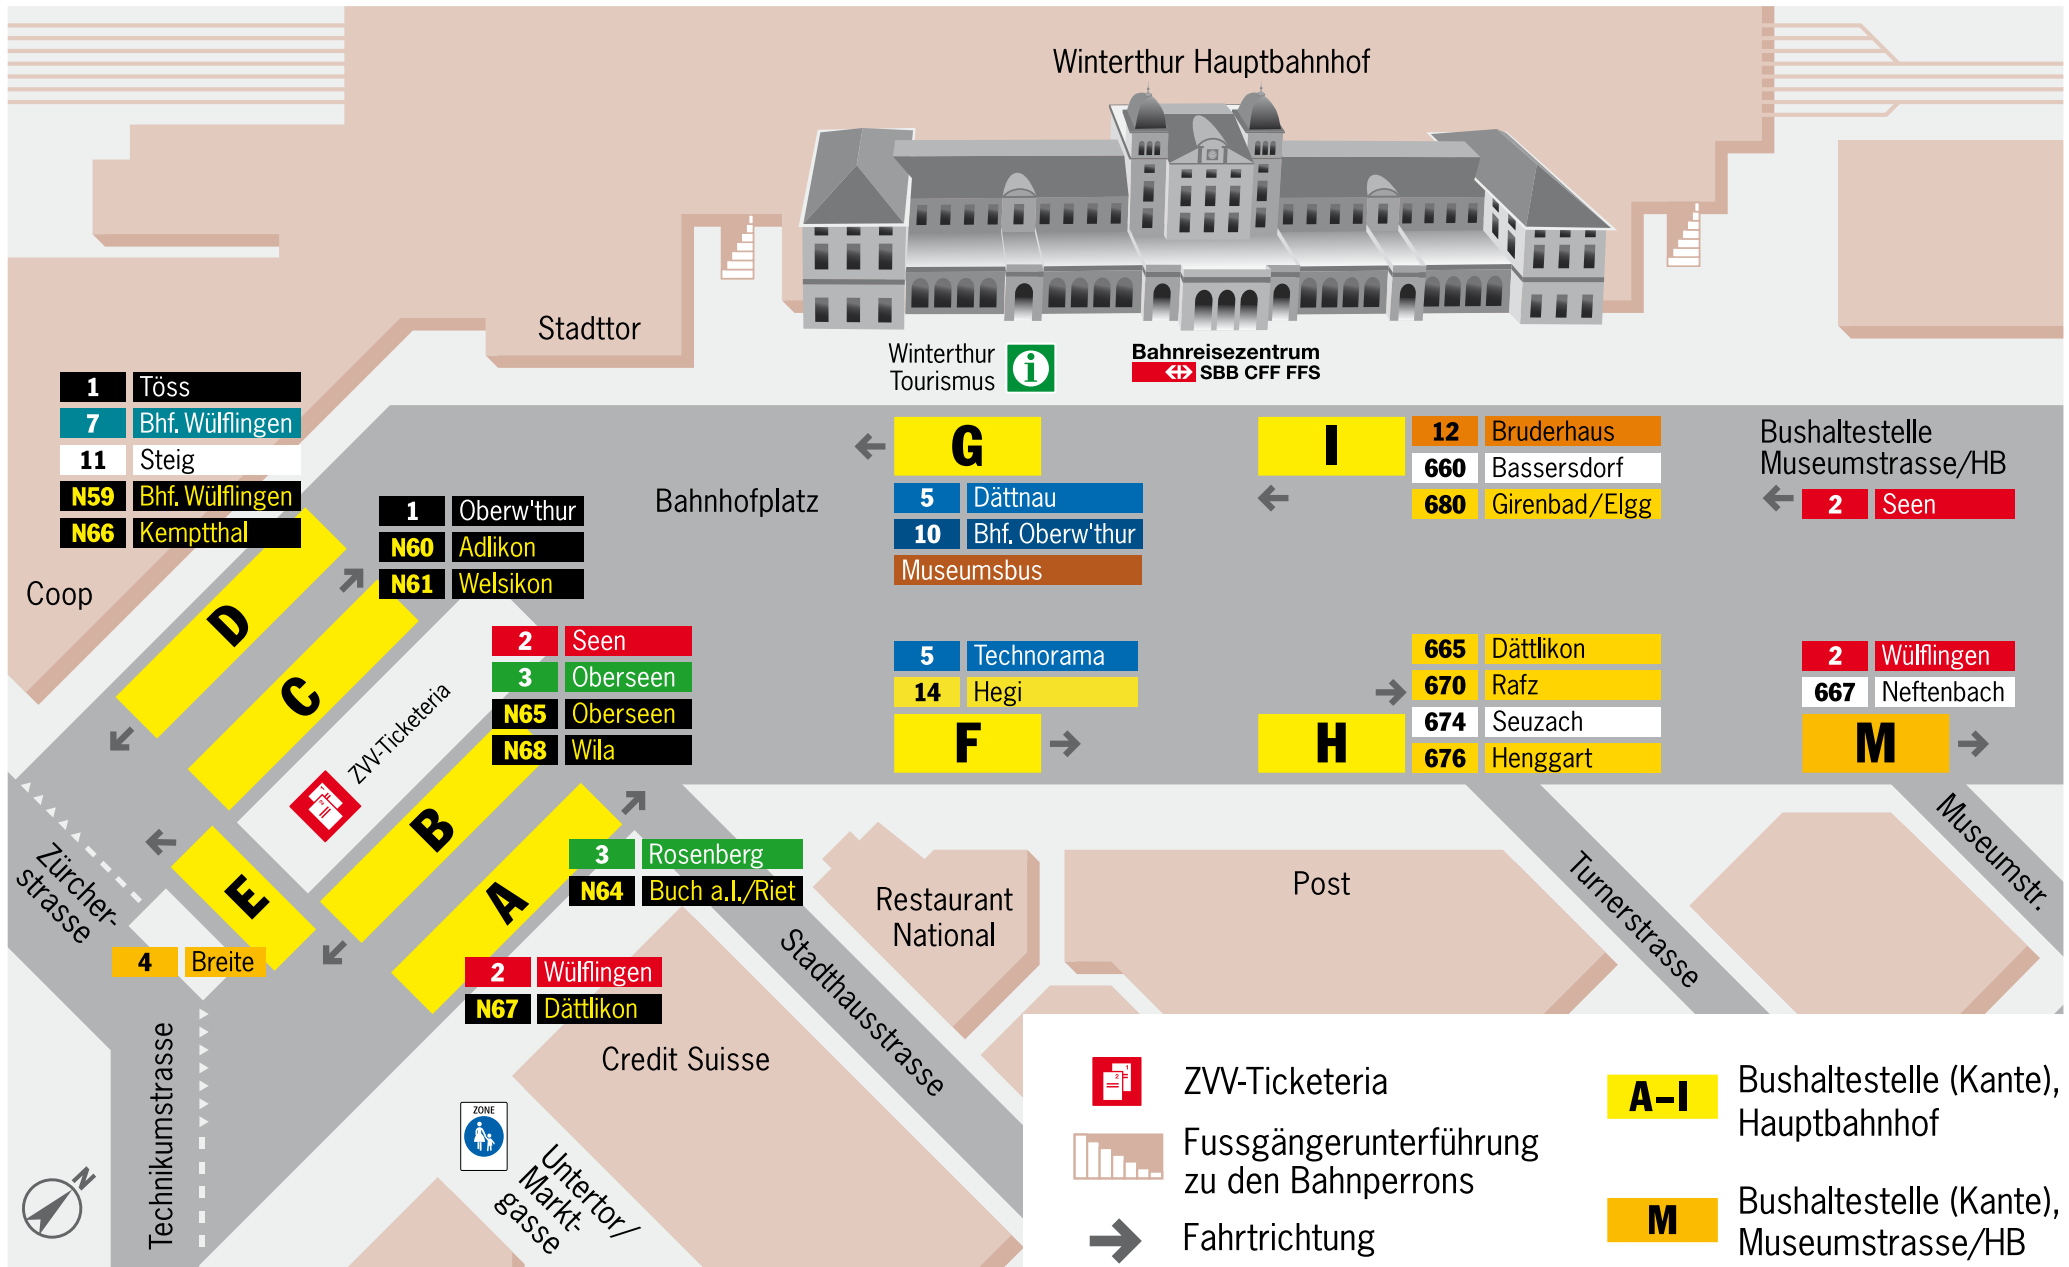 Winterthur Hauptbahnhof
Stadttor
Winterthur
Tourismus
i
Bahnreisezentrum
SBB CFF FFS
1 Töss
7 Bhf. Wülflingen
11 Steig
N59 Bhf. Wülflingen
N66 Kemptthal
Coop
D
1 Oberw'thur
N60 Adlikon
N61 Welsikon
C
Bahnhofplatz
G
5 Dättnau
10 Bhf. Oberw'thur
Museumsbus
I
12 Bruderhaus
660 Bassersdorf
680 Girenbad/Elgg
Bushaltestelle
Museumstrasse/HB
2 Seen
2 Seen
3 Oberseen
N65 Oberseen
N68 Wila
B
ZVV-Ticketeria
5 Technorama
14 Hegi
F
665 Dättlikon
670 Rafz
674 Seuzach
676 Henggart
H
2 Wülflingen
667 Neftenbach
M
3 Rosenberg
N64 Buch a.I./Riet
A
2 Wülflingen
N67 Dättlikon
E
4 Breite
Zürcher-
strasse
Technikumstrasse
Restaurant
National
Post
Turnerstrasse
Museumstr.
Stadthausstrasse
Credit Suisse
ZONE
Untertor/
Markt-
gasse
N
ZVV-Ticketeria
Fussgängerunterführung
zu den Bahnperrons
Fahrtrichtung
A–I
Bushaltestelle (Kante),
Hauptbahnhof
M
Bushaltestelle (Kante),
Museumstrasse/HB